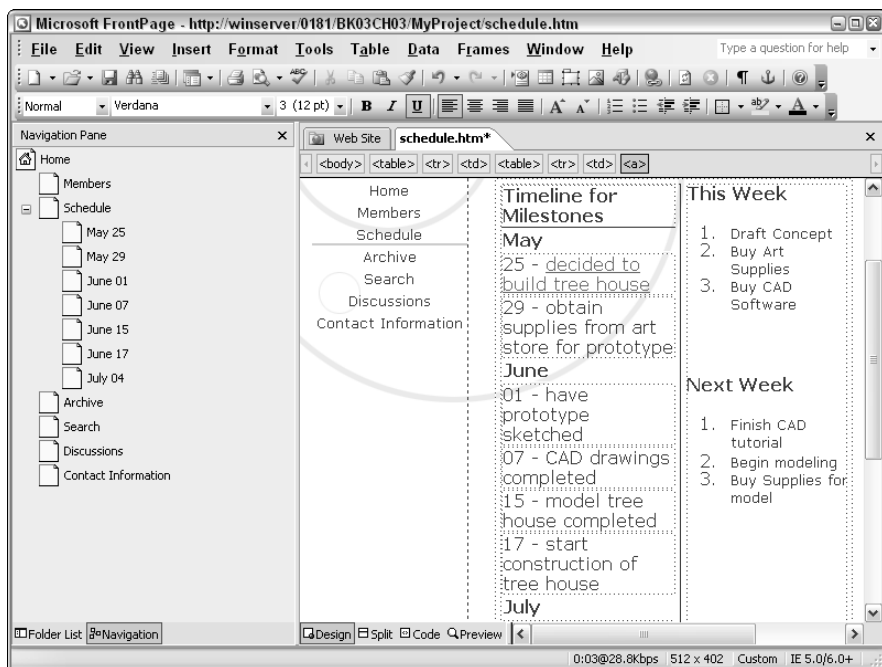 Microsoft FrontPage - http://winserver/0181/BK03CH03/MyProject/schedule.htm
File Edit View Insert Format Tools Table Data Frames Window Help Type a question for help
Normal Verdana 3 (12 pt) B I U A A ab A
Navigation Pane
Home
Members
Schedule
May 25
May 29
June 01
June 07
June 15
June 17
July 04
Archive
Search
Discussions
Contact Information
Folder List Navigation
Web Site schedule.htm*
<body> <table> <tr> <td> <table> <tr> <td> <a>
Home
Members
Schedule
Archive
Search
Discussions
Contact Information
Timeline for
Milestones
May
25 - decided to
build tree house
29 - obtain
supplies from art
store for prototype
June
01 - have
prototype
sketched
07 - CAD drawings
completed
15 - model tree
house completed
17 - start
construction of
tree house
July
This Week
1. Draft Concept
2. Buy Art
Supplies
3. Buy CAD
Software
Next Week
1. Finish CAD
tutorial
2. Begin modeling
3. Buy Supplies for
model
Design Split Code Preview
0:03@28.8Kbps 512 x 402 Custom IE 5.0/6.0+